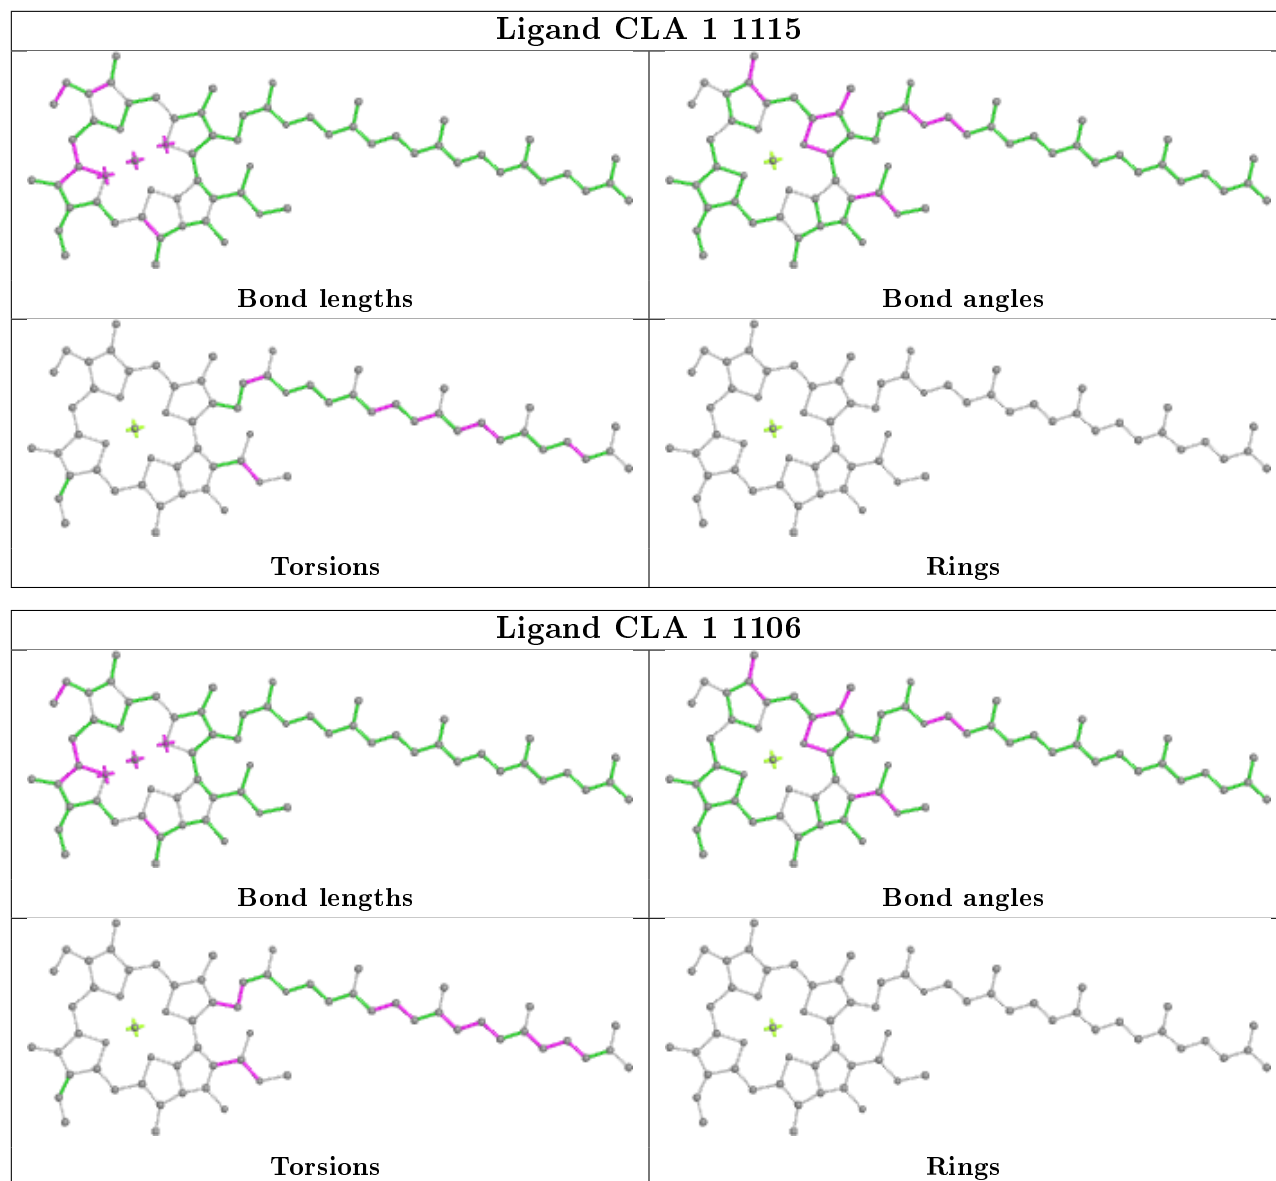 Ligand CLA 1 1115
Bond lengths
Bond angles
Torsions
Rings
Ligand CLA 1 1106
Bond lengths
Bond angles
Torsions
Rings